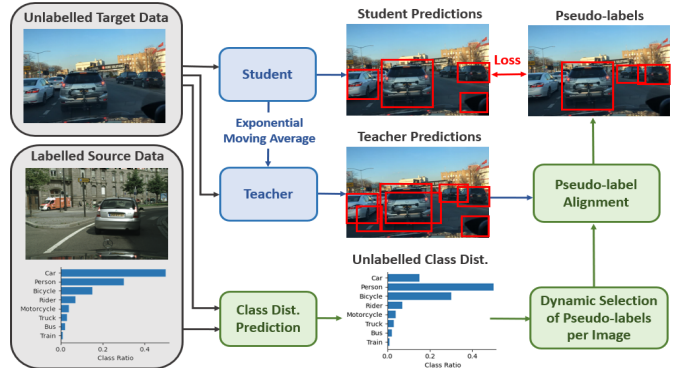 Unlabelled Target Data
Student Predictions
Pseudo-labels
Student
Loss
Exponential
Moving Average
Teacher Predictions
Labelled Source Data
Teacher
Pseudo-label
Alignment
Unlabelled Class Dist.
Car
Person
Bicycle
Rider
Motorcycle
Truck
Bus
Train
0.0 0.2 0.4
Class Ratio
Class Dist.
Prediction
Car
Person
Bicycle
Rider
Motorcycle
Truck
Bus
Train
0.0 0.2 0.4
Class Ratio
Dynamic Selection
of Pseudo-labels
per Image